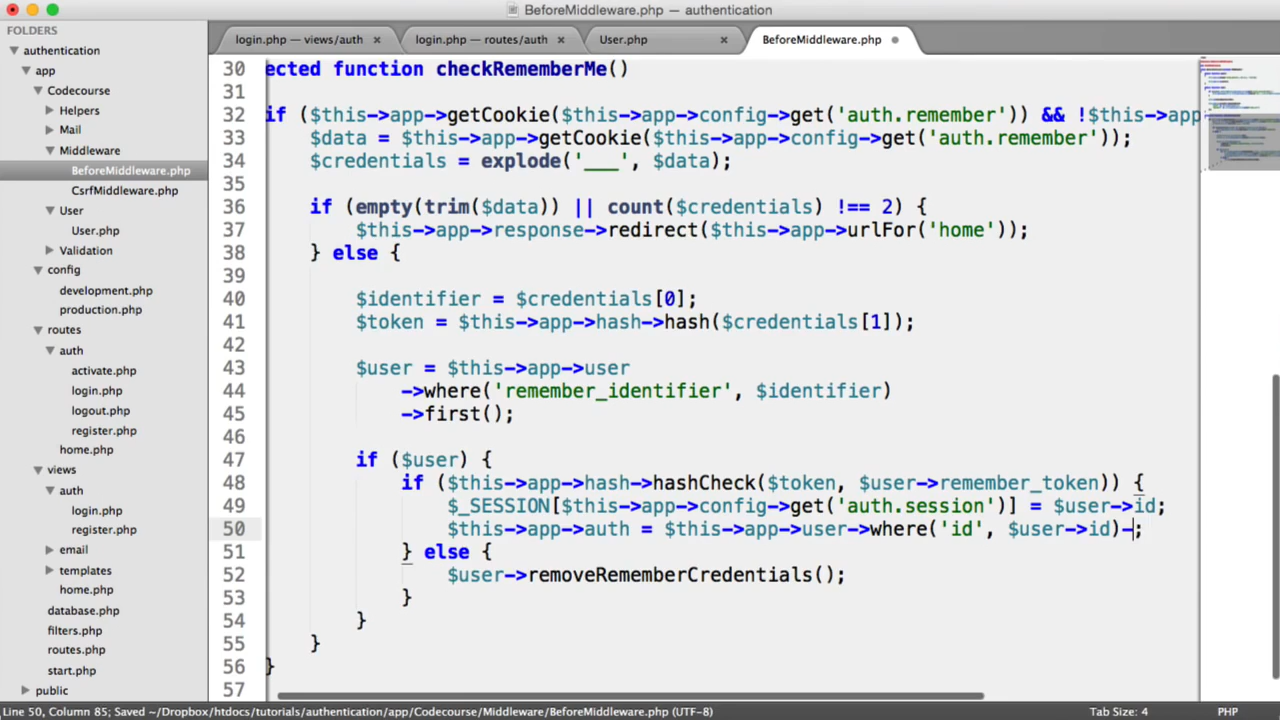 BeforeMiddleware.php — authentication
FOLDERS
authentication
app
Codecourse
Helpers
Mail
Middleware
BeforeMiddleware.php
CsrfMiddleware.php
User
User.php
Validation
config
development.php
production.php
routes
auth
activate.php
login.php
logout.php
register.php
home.php
views
auth
login.php
register.php
email
templates
home.php
database.php
filters.php
routes.php
start.php
public
login.php — views/auth
login.php — routes/auth
User.php
BeforeMiddleware.php
30 ected function checkRememberMe()
31
32 if ($this->app->getCookie($this->app->config->get('auth.remember')) && !$this->app
33 $data = $this->app->getCookie($this->app->config->get('auth.remember'));
34 $credentials = explode('___', $data);
35
36 if (empty(trim($data)) || count($credentials) !== 2) {
37 $this->app->response->redirect($this->app->urlFor('home'));
38 } else {
39
40 $identifier = $credentials[0];
41 $token = $this->app->hash->hash($credentials[1]);
42
43 $user = $this->app->user
44 ->where('remember_identifier', $identifier)
45 ->first();
46
47 if ($user) {
48 if ($this->app->hash->hashCheck($token, $user->remember_token)) {
49 $_SESSION[$this->app->config->get('auth.session')] = $user->id;
50 $this->app->auth = $this->app->user->where('id', $user->id)-;
51 } else {
52 $user->removeRememberCredentials();
53 }
54 }
55 }
56 }
57
Line 50, Column 85; Saved ~/Dropbox/htdocs/tutorials/authentication/app/Codecourse/Middleware/BeforeMiddleware.php (UTF-8)
Tab Size: 4
PHP